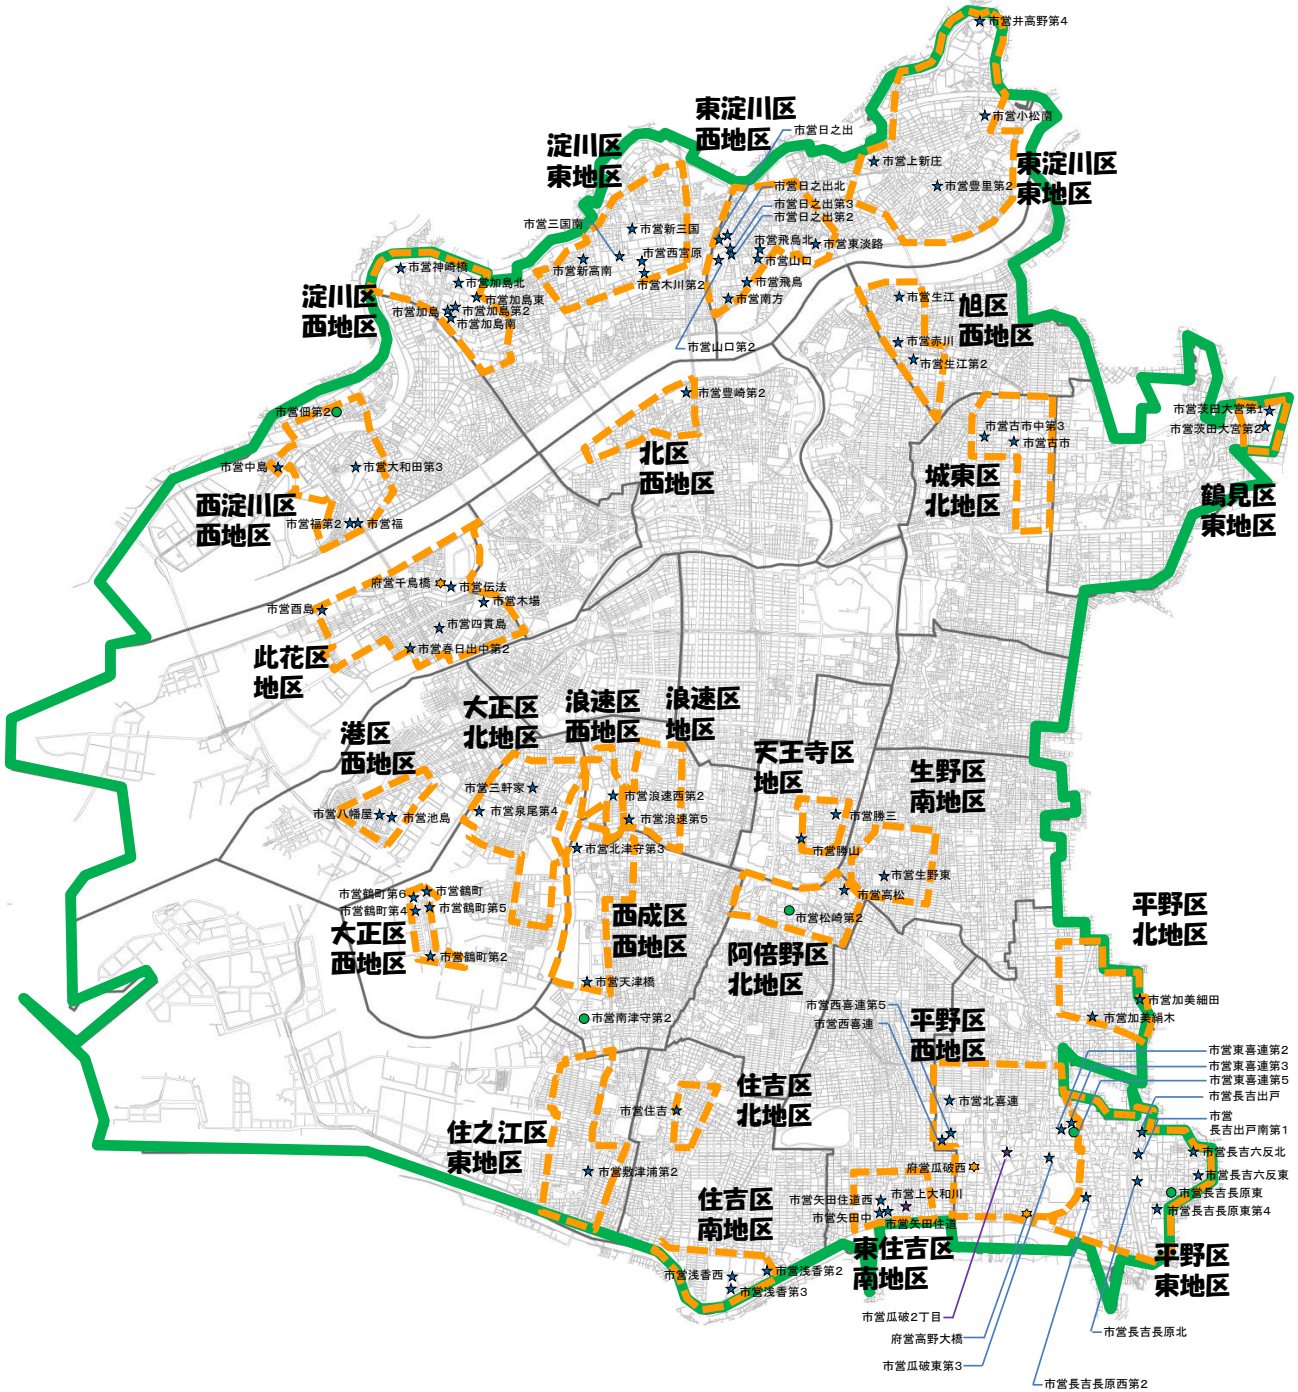 市営井高野第4
東淀川区
西地区
市営日之出
市営小松南
淀川区
東地区
東淀川区
東地区
市営上新庄
市営豊里第2
市営日之出北
市営日之出第3
市営日之出第2
市営三国南
市営新三国
市営飛鳥北
市営東淡路
市営西宮原
市営山口
市営新高南
市営木川第2
市営飛鳥
市営南方
市営山口第2
市営神崎橋
市営加島北
市営加島東
市営加島
市営加島第2
市営加島南
淀川区
西地区
市営生江
旭区
西地区
市営赤川
市営生江第2
市営豊崎第2
北区
西地区
市営佃第2
市営中島
市営大和田第3
西淀川区
西地区
市営福第2
市営福
市営古市中第3
市営古市
城東区
北地区
市営茨田大宮第1
市営茨田大宮第2
鶴見区
東地区
府営千鳥橋
市営伝法
市営酉島
市営木場
市営四貫島
市営春日出中第2
此花区
地区
港区
西地区
大正区
北地区
浪速区
西地区
浪速区
地区
天王寺区
地区
生野区
南地区
市営三軒家
市営泉尾第4
市営八幡屋
市営池島
市営浪速西第2
市営浪速第5
市営北津守第3
市営勝三
市営勝山
市営生野東
市営高松
市営松崎第2
阿倍野区
北地区
市営鶴町第6
市営鶴町
市営鶴町第4
市営鶴町第5
大正区
西地区
市営鶴町第2
西成区
西地区
市営天津橋
市営南津守第2
平野区
北地区
市営加美細田
市営加美絹木
市営西喜連第5
市営西喜連
平野区
西地区
市営北喜連
市営東喜連第2
市営東喜連第3
市営東喜連第5
市営長吉出戸
市営
長吉出戸南第1
市営長吉六反北
市営長吉六反東
市営長吉長原東
市営長吉長原東第4
住吉区
北地区
市営住吉
住之江区
東地区
市営敷津浦第2
府営瓜破西
市営矢田住道西
市営上大和川
市営矢田中
市営矢田住道
住吉区
南地区
東住吉区
南地区
平野区
東地区
市営浅香西
市営浅香第2
市営浅香第3
市営瓜破2丁目
府営高野大橋
市営瓜破東第3
市営長吉長原北
市営長吉長原西第2